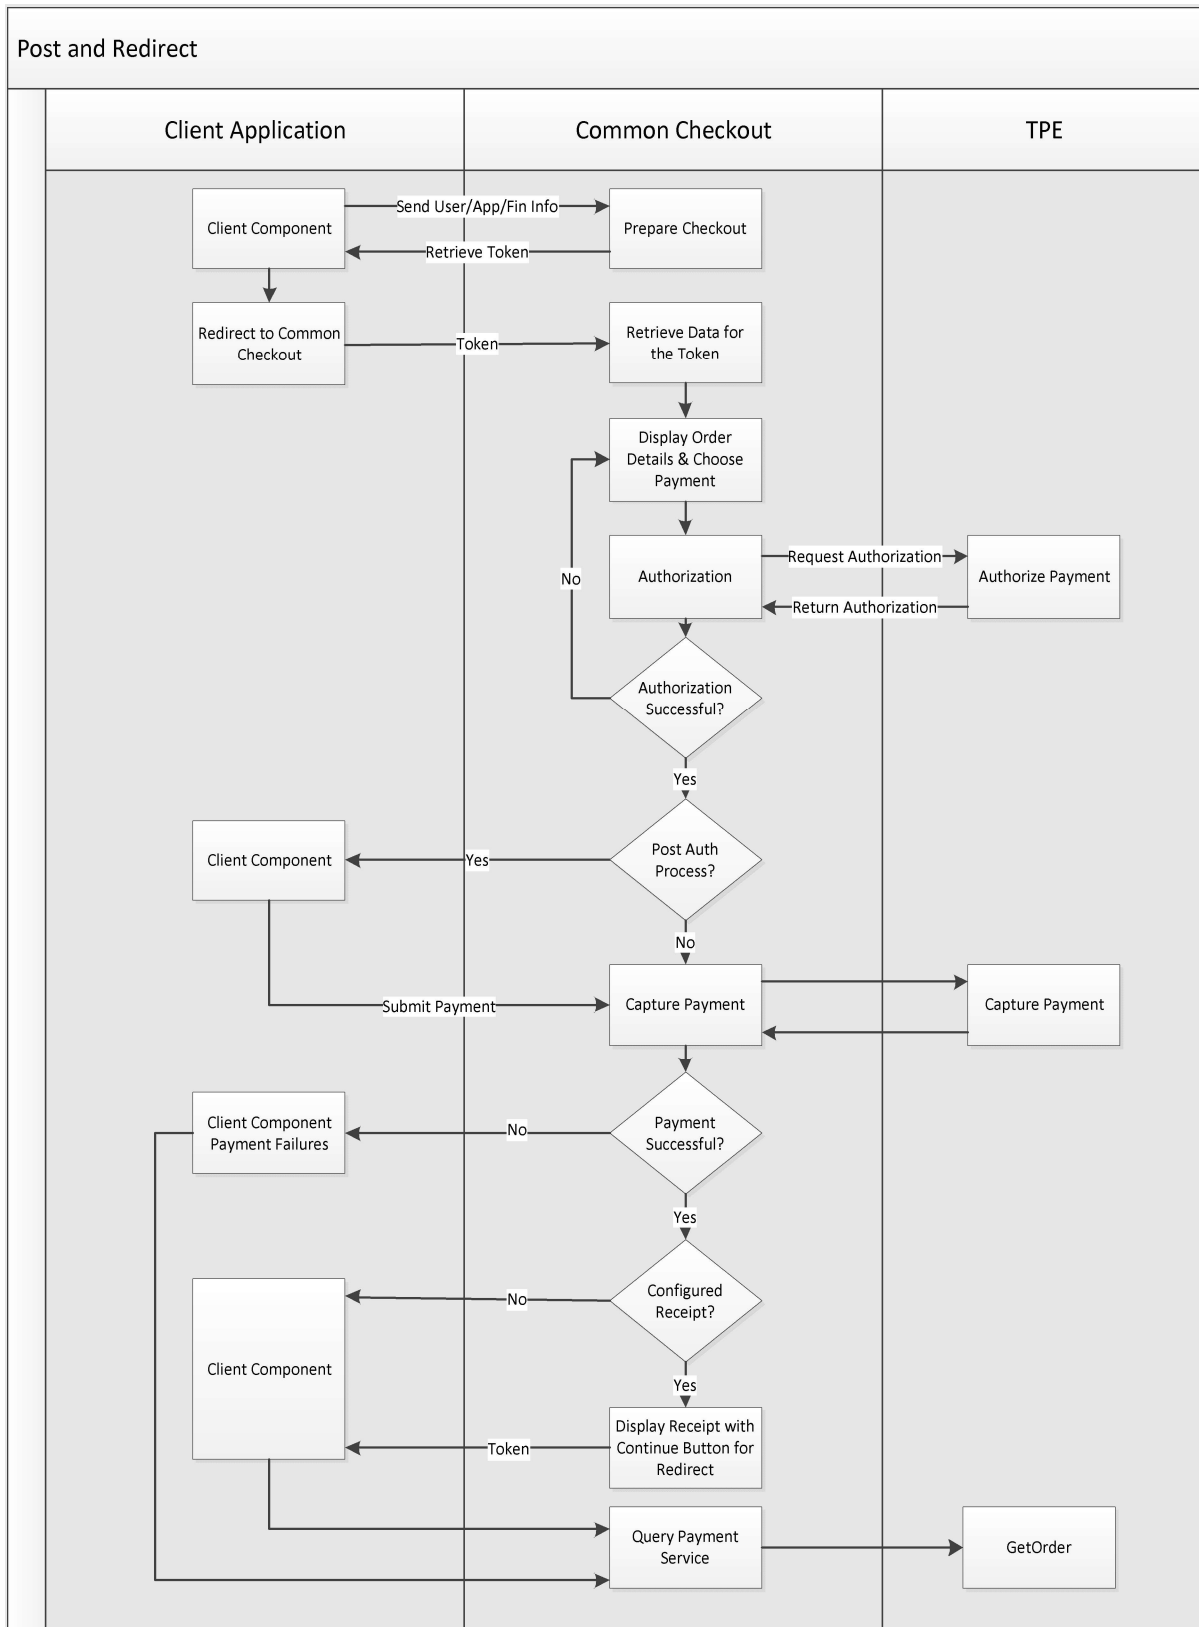 Post and Redirect
Client Application
Common Checkout
TPE
Client Component
Send User/App/Fin Info
Prepare Checkout
Retrieve Token
Redirect to Common
Checkout
Token
Retrieve Data for
the Token
Display Order
Details & Choose
Payment
Authorization
Request Authorization
Authorize Payment
Return Authorization
No
Authorization
Successful?
Yes
Post Auth
Process?
Yes
Client Component
No
Submit Payment
Capture Payment
Capture Payment
Payment
Successful?
No
Client Component
Payment Failures
Yes
Configured
Receipt?
No
Client Component
Yes
Display Receipt with
Continue Button for
Redirect
Token
Query Payment
Service
GetOrder